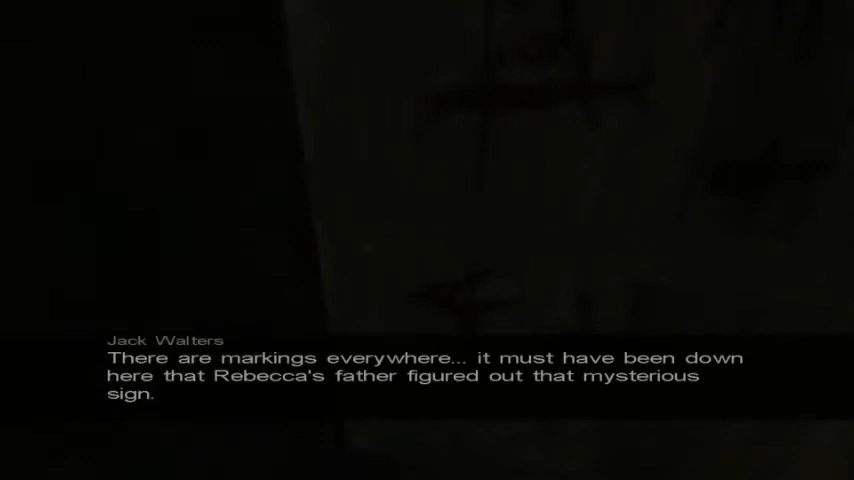 Jack Walters
There are markings everywhere... it must have been down
here that Rebecca's father figured out that mysterious
sign.